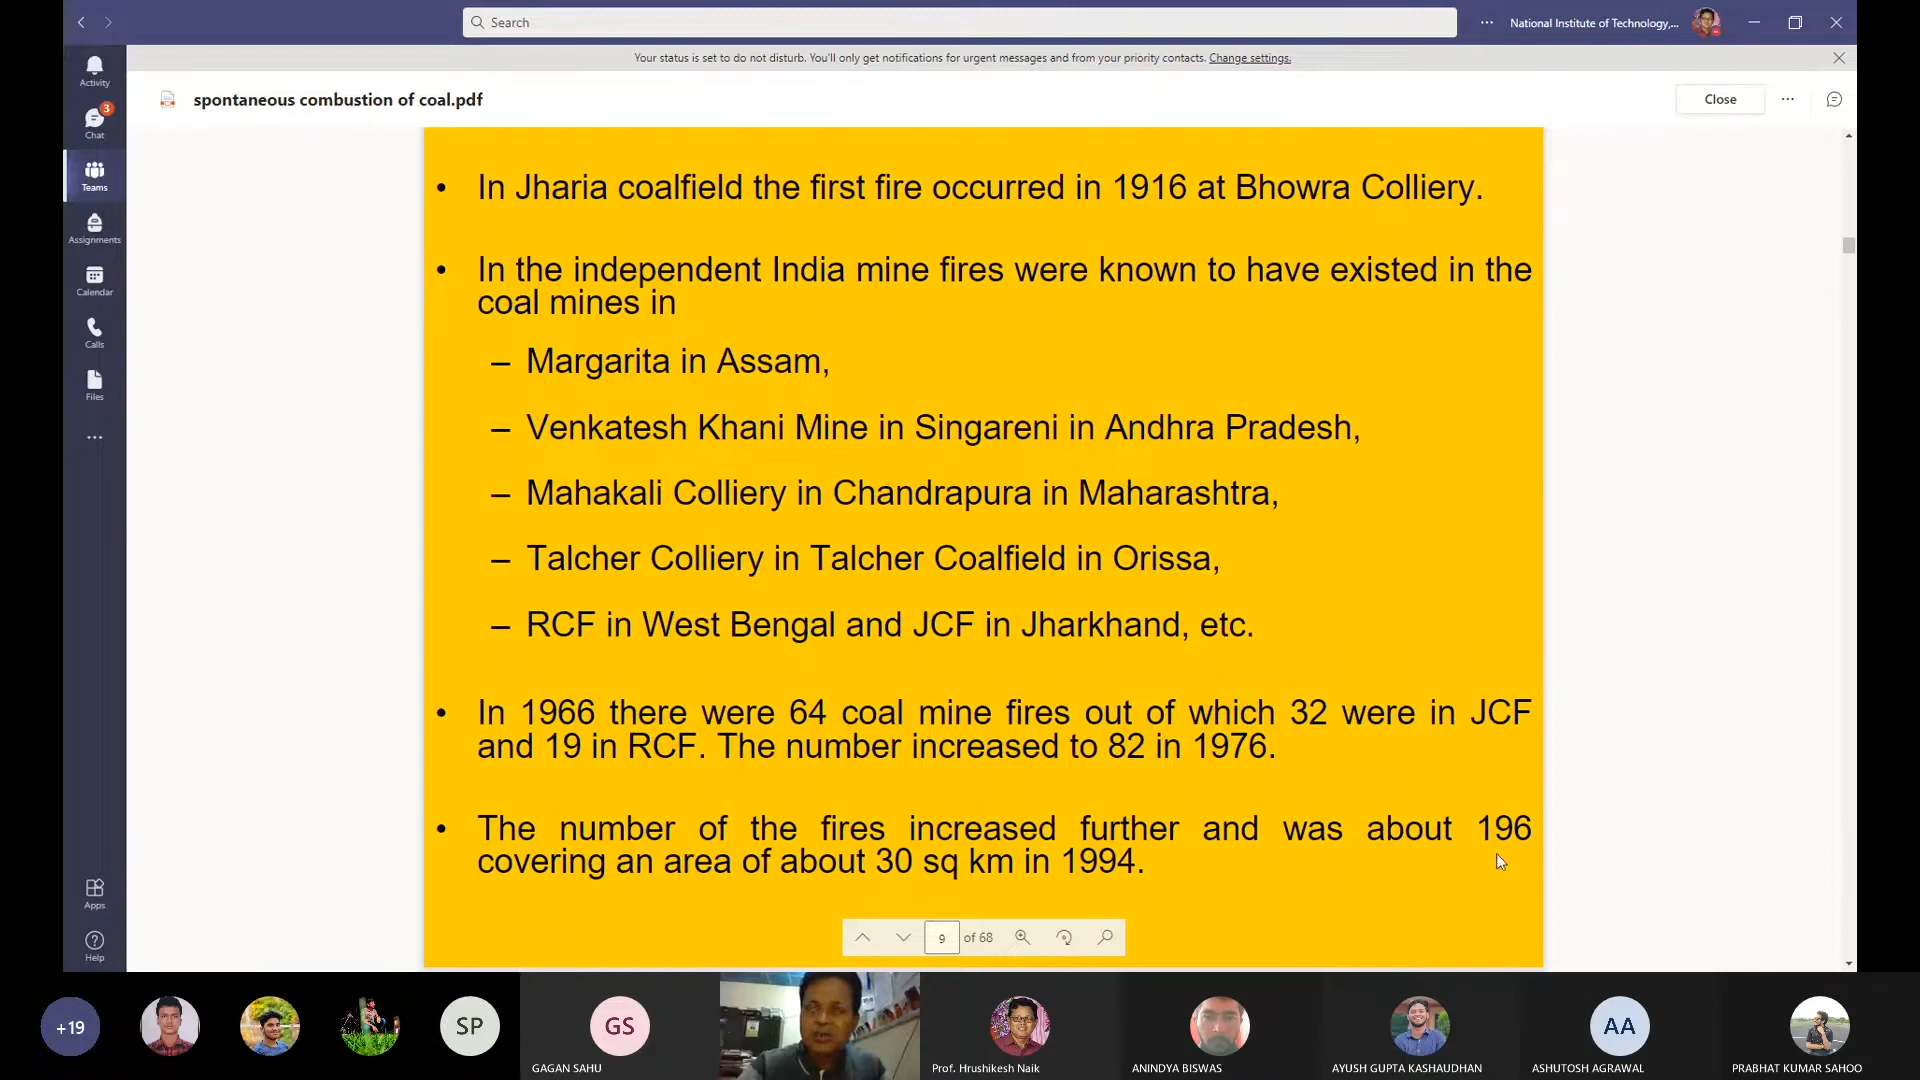 Search
National Institute of Technology,...
Your status is set to do not disturb. You'll only get notifications for urgent messages and from your priority contacts. Change settings.
Activity
3
Chat
Teams
Assignments
Calendar
Calls
Files
Apps
Help
spontaneous combustion of coal.pdf
Close
• In Jharia coalfield the first fire occurred in 1916 at Bhowra Colliery.
• In the independent India mine fires were known to have existed in the
coal mines in
– Margarita in Assam,
– Venkatesh Khani Mine in Singareni in Andhra Pradesh,
– Mahakali Colliery in Chandrapura in Maharashtra,
– Talcher Colliery in Talcher Coalfield in Orissa,
– RCF in West Bengal and JCF in Jharkhand, etc.
• In 1966 there were 64 coal mine fires out of which 32 were in JCF
and 19 in RCF. The number increased to 82 in 1976.
• The number of the fires increased further and was about 196
covering an area of about 30 sq km in 1994.
9 of 68
+19
SP
GS
GAGAN SAHU
Prof. Hrushikesh Naik
ANINDYA BISWAS
AYUSH GUPTA KASHAUDHAN
AA
ASHUTOSH AGRAWAL
PRABHAT KUMAR SAHOO